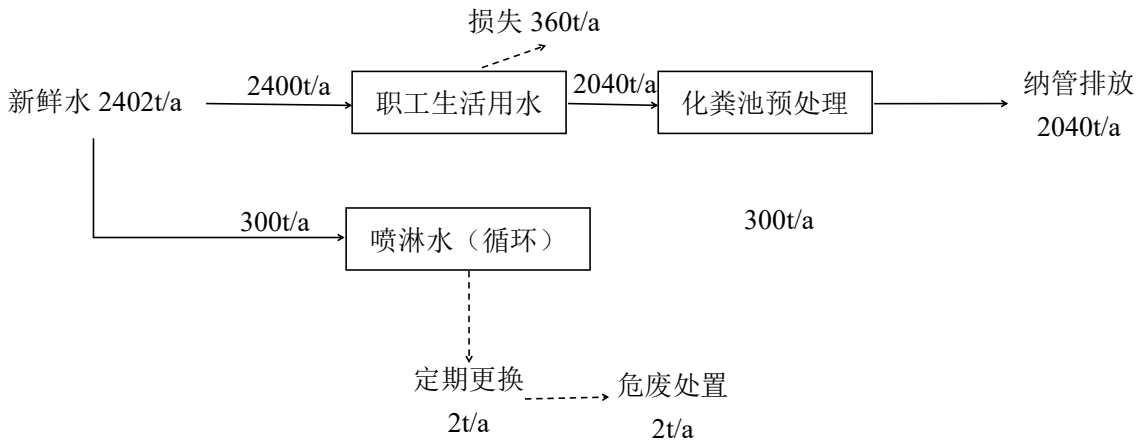 损失 360t/a
新鲜水 2402t/a
2400t/a
职工生活用水
2040t/a
化粪池预处理
纳管排放
2040t/a
300t/a
喷淋水（循环）
300t/a
定期更换
2t/a
危废处置
2t/a